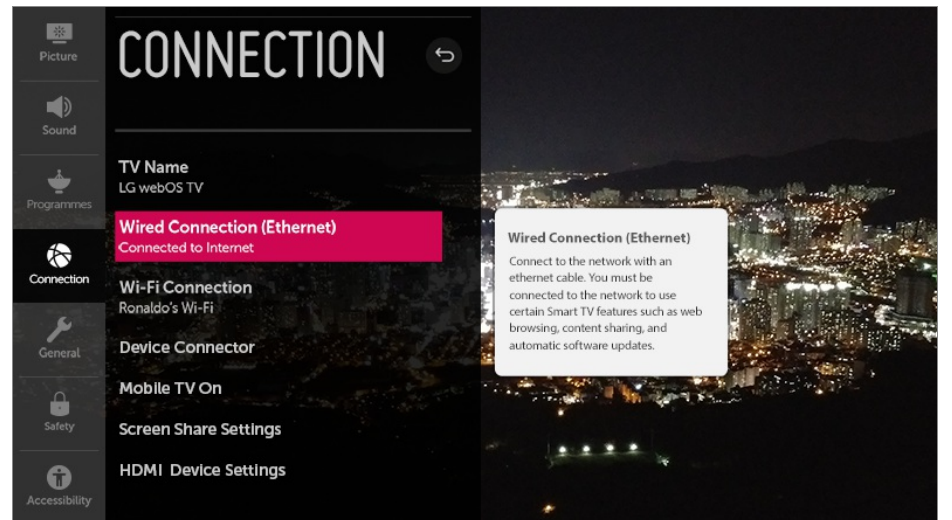 Picture
Sound
Programmes
Connection
General
Safety
Accessibility
CONNECTION
TV Name
LG webOS TV
Wired Connection (Ethernet)
Connected to Internet
Wi-Fi Connection
Ronaldo's Wi-Fi
Device Connector
Mobile TV On
Screen Share Settings
HDMI Device Settings
Wired Connection (Ethernet)
Connect to the network with an
ethernet cable. You must be
connected to the network to use
certain Smart TV features such as web
browsing, content sharing, and
automatic software updates.